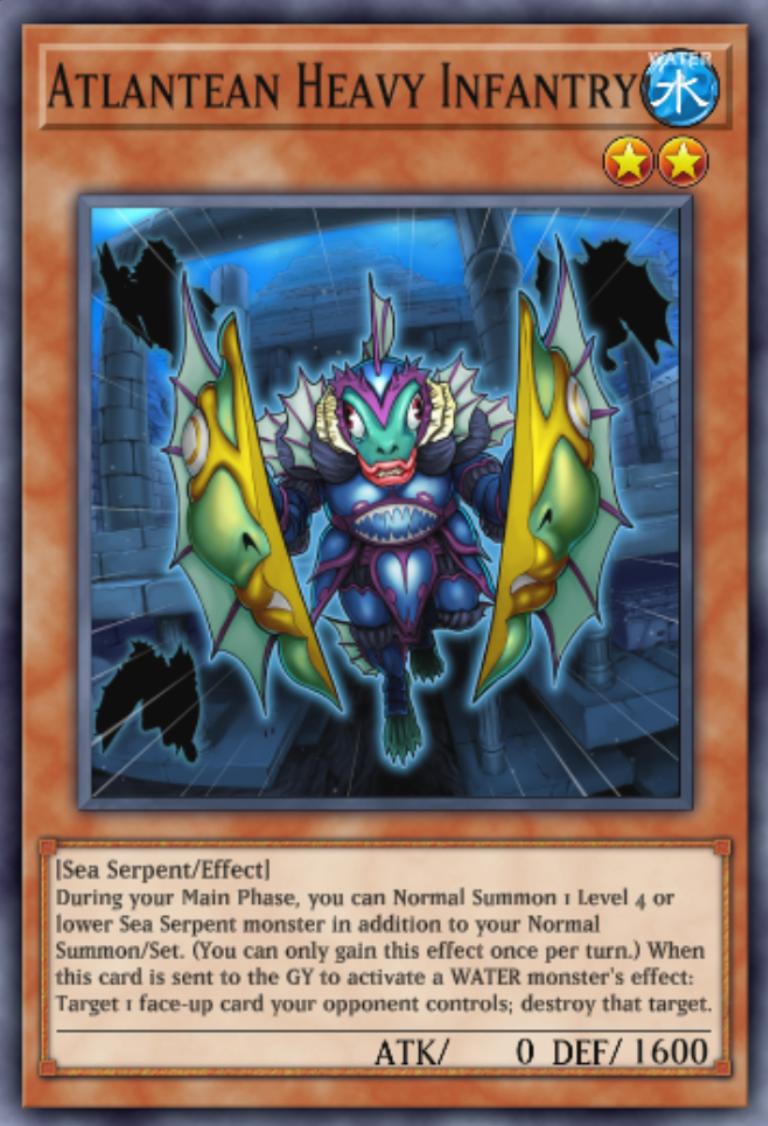 ATLANTEAN HEAVY INFANTRY
WATER
水
[Sea Serpent/Effect]
During your Main Phase, you can Normal Summon 1 Level 4 or
lower Sea Serpent monster in addition to your Normal
Summon/Set. (You can only gain this effect once per turn.) When
this card is sent to the GY to activate a WATER monster's effect:
Target 1 face-up card your opponent controls; destroy that target.
ATK/ 0 DEF/ 1600